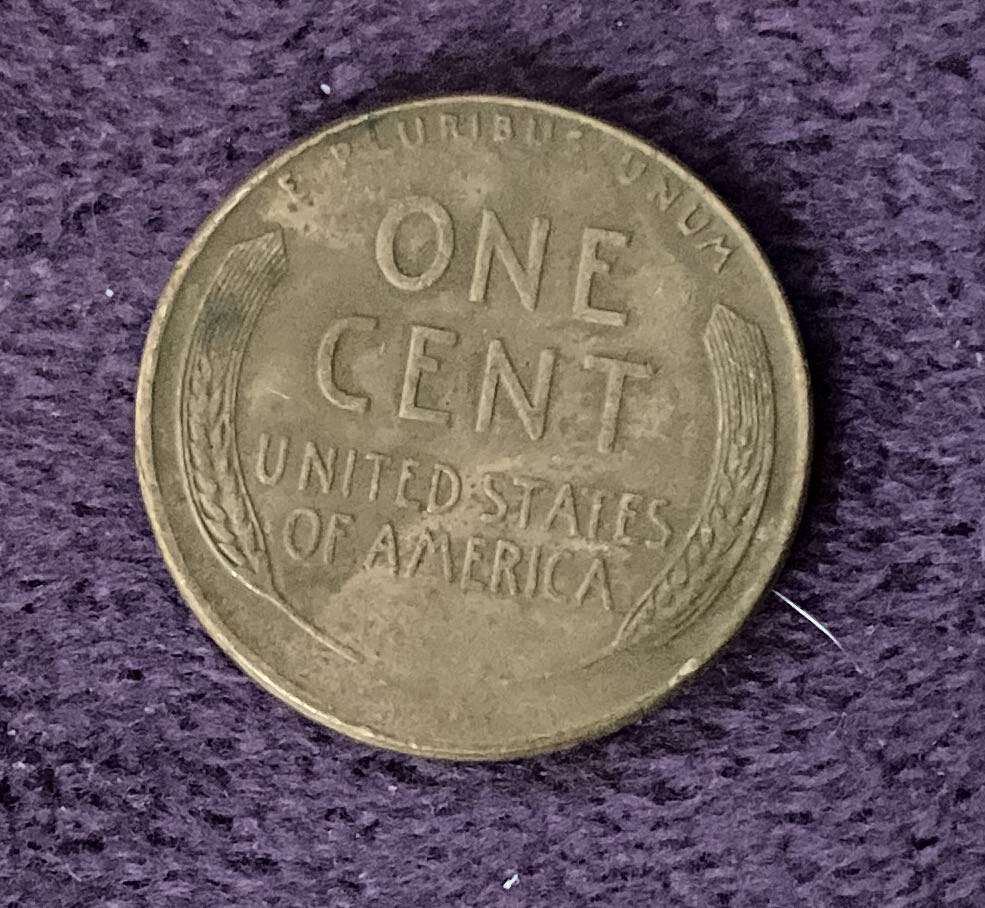 E PLURIBUS UNUM
ONE
CENT
UNITED STATES
OF AMERICA